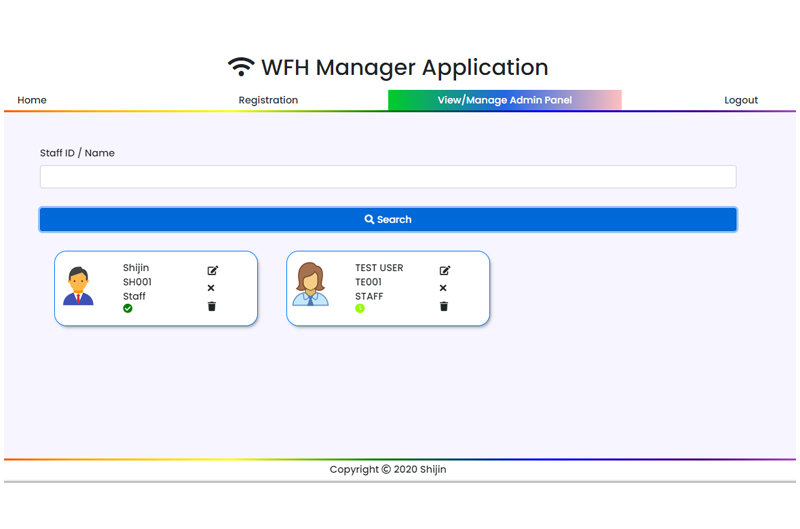 WFH Manager Application
Home Registration View/Manage Admin Panel Logout
Staff ID / Name
Search
Shijin
SH001
Staff
TEST USER
TE001
STAFF
Copyright © 2020 Shijin